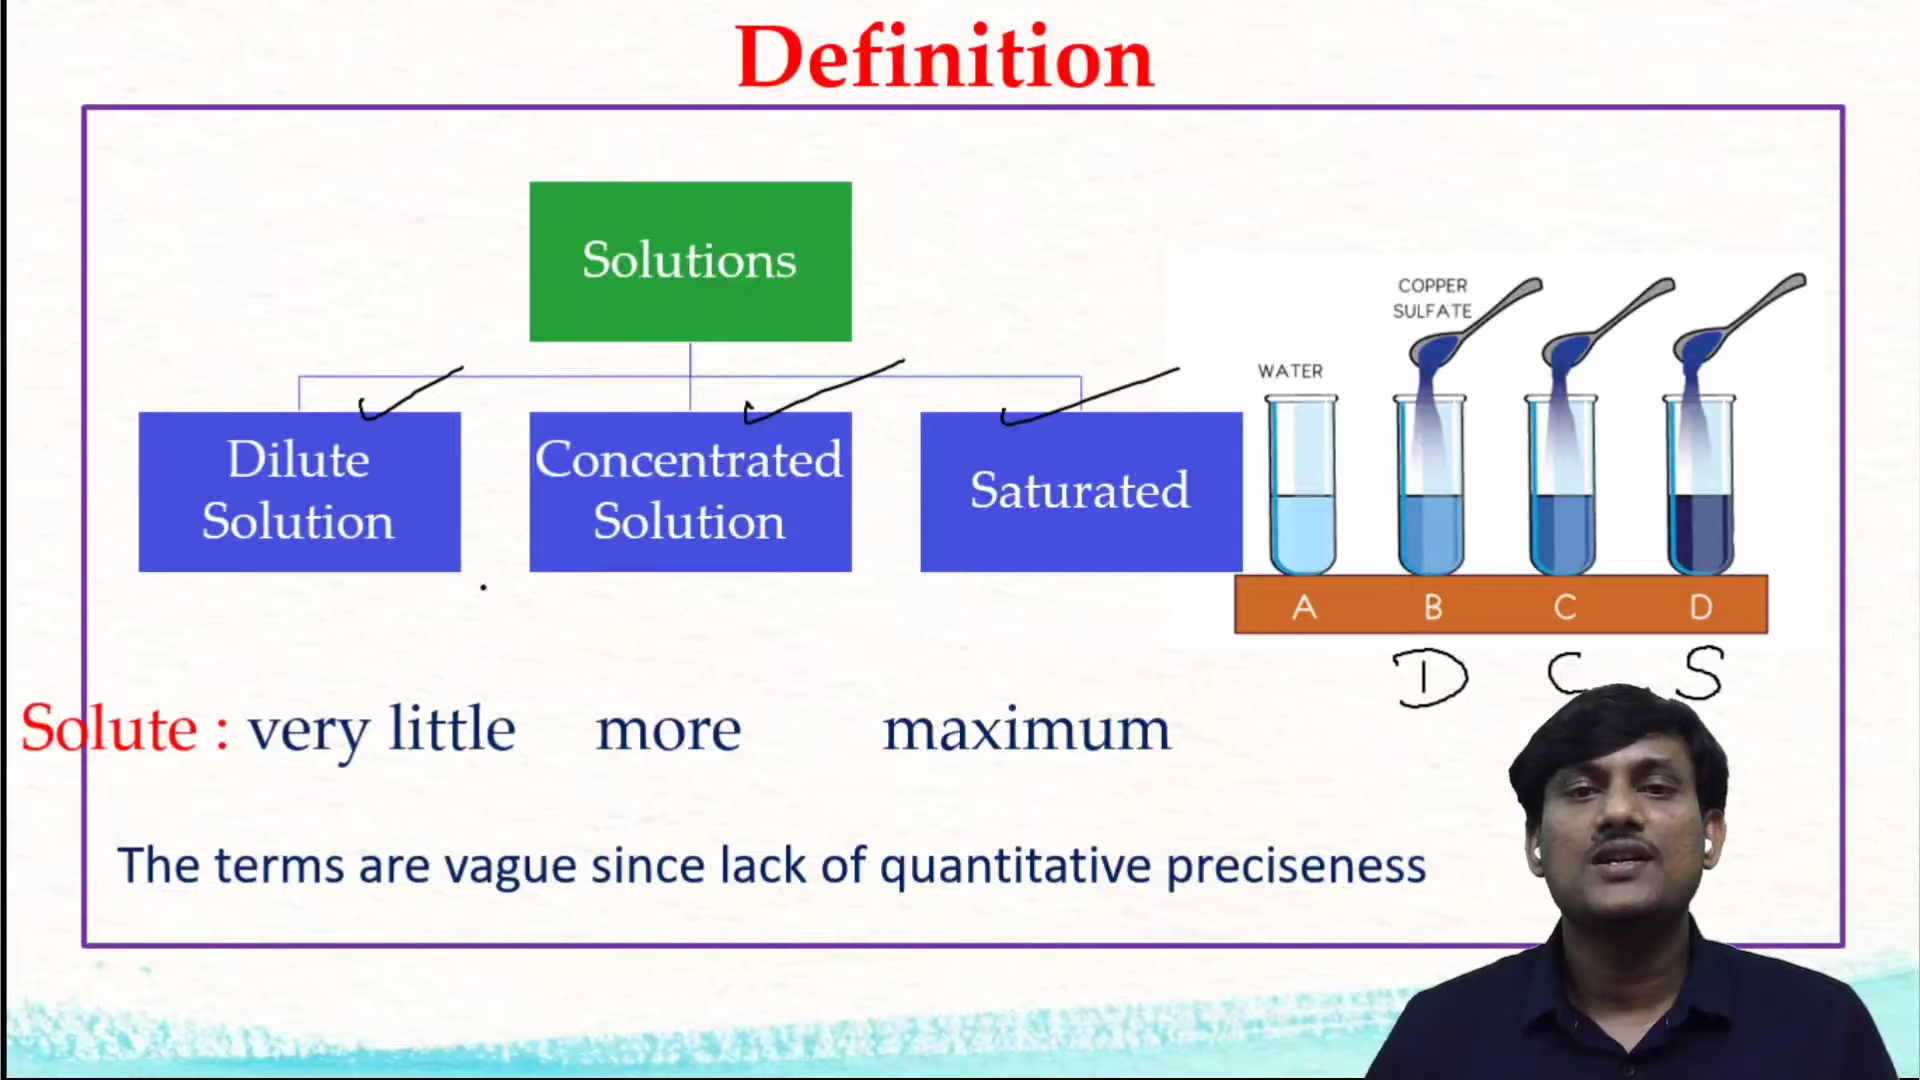 Definition
Solutions
Dilute
Solution
Concentrated
Solution
Saturated
COPPER
SULFATE
WATER
A B C D
D C S
Solute : very little more maximum
The terms are vague since lack of quantitative preciseness